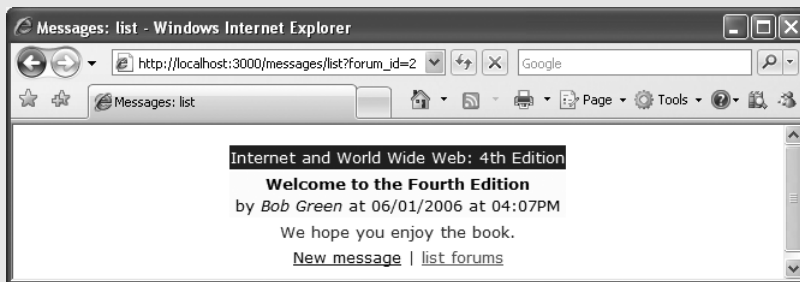 Messages: list - Windows Internet Explorer
http://localhost:3000/messages/list?forum_id=2
Google
Messages: list
Page
Tools
Internet and World Wide Web: 4th Edition
Welcome to the Fourth Edition
by Bob Green at 06/01/2006 at 04:07PM
We hope you enjoy the book.
New message | list forums